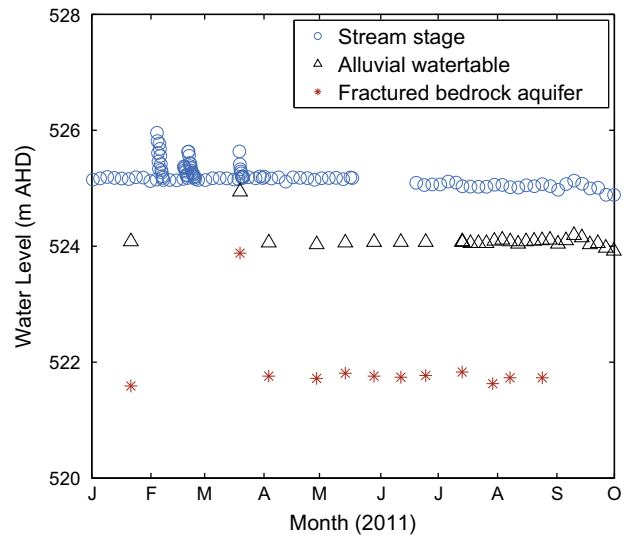 528
526
524
522
520
Water Level (m AHD)
Stream stage
Alluvial watertable
Fractured bedrock aquifer
J F M A M J J A S O
Month (2011)